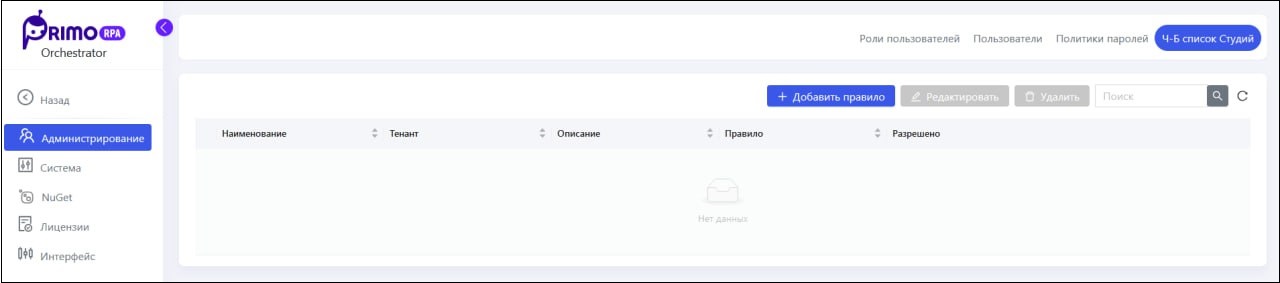 PRIMO RPA
Orchestrator
Роли пользователей Пользователи Политики паролей Ч-Б список Студий
Назад
Администрирование
Система
NuGet
Лицензии
Интерфейс
+ Добавить правило Редактировать Удалить Поиск
Наименование Тенант Описание Правило Разрешено
Нет данных